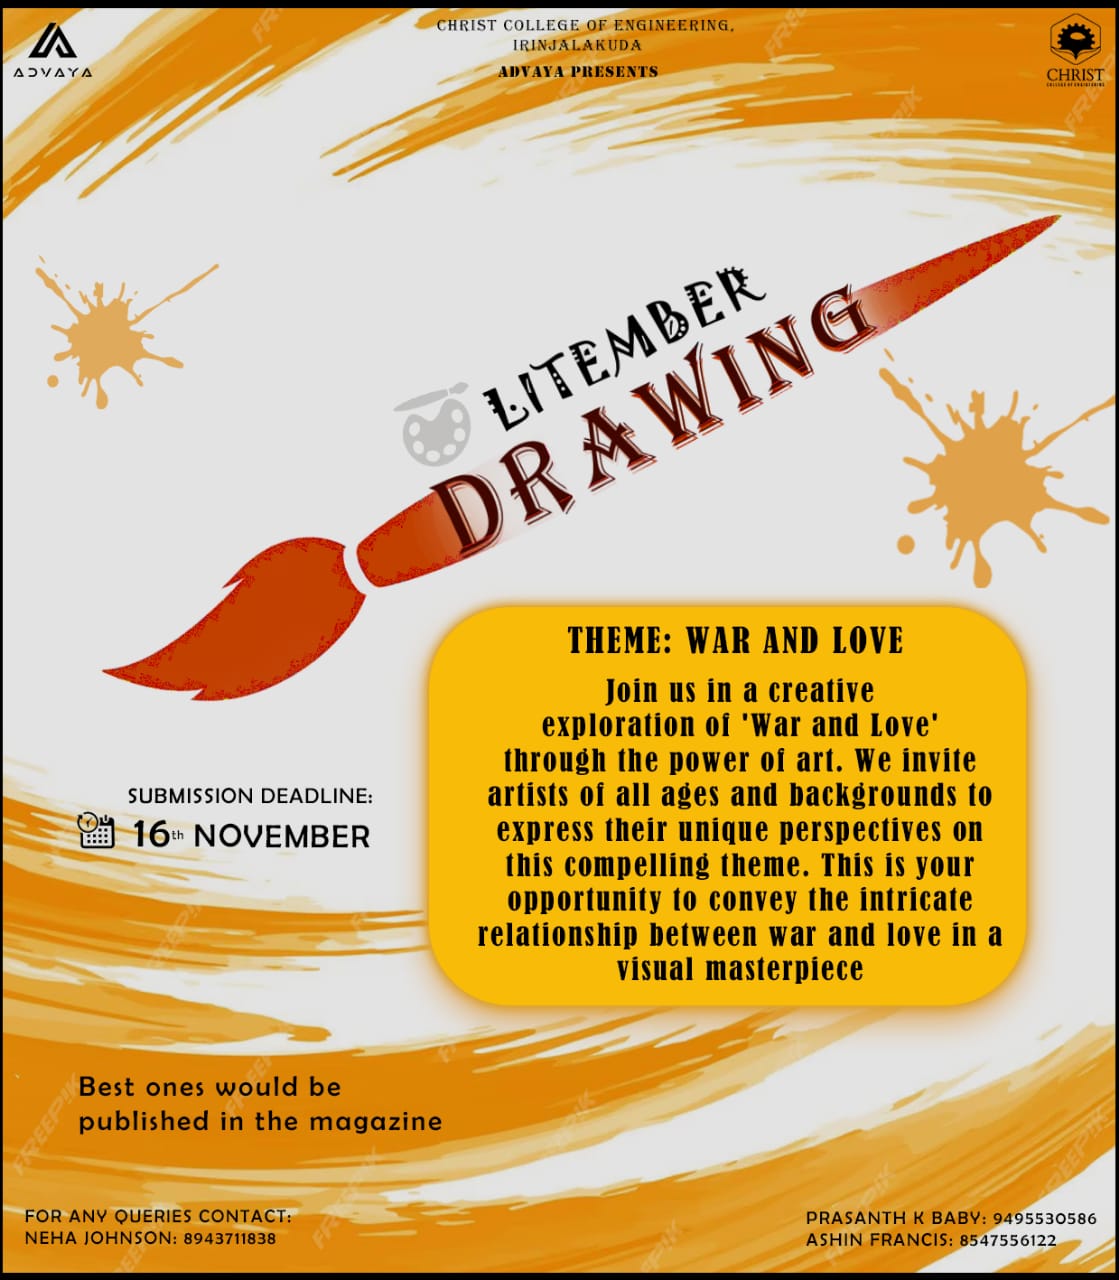 CHRIST COLLEGE OF ENGINEERING,
IRINJALAKUDA
ADVAYA PRESENTS
ADVAYA
CHRIST
COLLEGE OF ENGINEERING
LITEMBER
DRAWING
THEME: WAR AND LOVE
Join us in a creative
exploration of 'War and Love'
through the power of art. We invite
artists of all ages and backgrounds to
express their unique perspectives on
this compelling theme. This is your
opportunity to convey the intricate
relationship between war and love in a
visual masterpiece
SUBMISSION DEADLINE:
16th NOVEMBER
Best ones would be
published in the magazine
FOR ANY QUERIES CONTACT:
NEHA JOHNSON: 8943711838
PRASANTH K BABY: 9495530586
ASHIN FRANCIS: 8547556122
FREEPIK